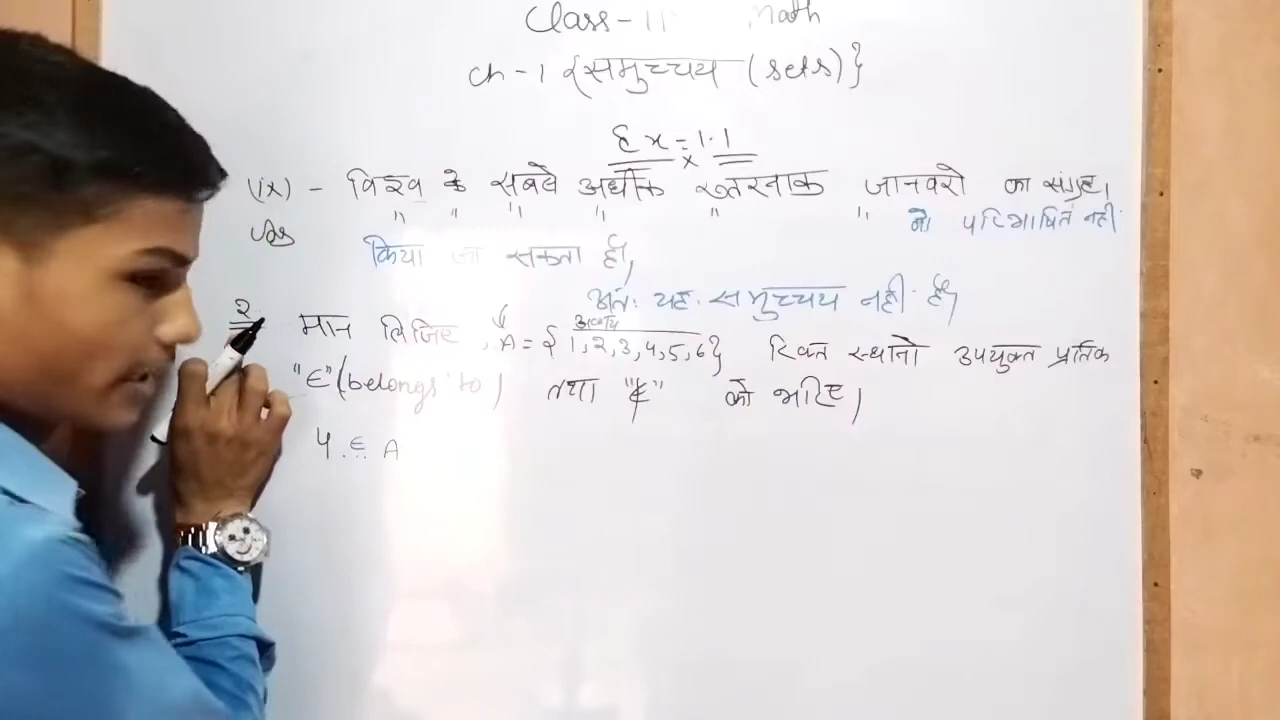 Class - 11 Math
ch - 1 {समुच्चय (sets)}
Ex = 1.1
x
(ix) - विश्व के सबसे अधीक खतरनाक जानवरो का संग्रह।
" " " " " " को परिभाषित नही
किया जा सकता है,
अतः यह समुच्चय नही है,
2 मान लिजिए, A = { 1, 2, 3, 4, 5, 6 } रिक्त स्थानो उपयुक्त प्रतिक
अवयव
"∈" (belongs to) तथा "∉" को भरिए,
५ .∈.. A